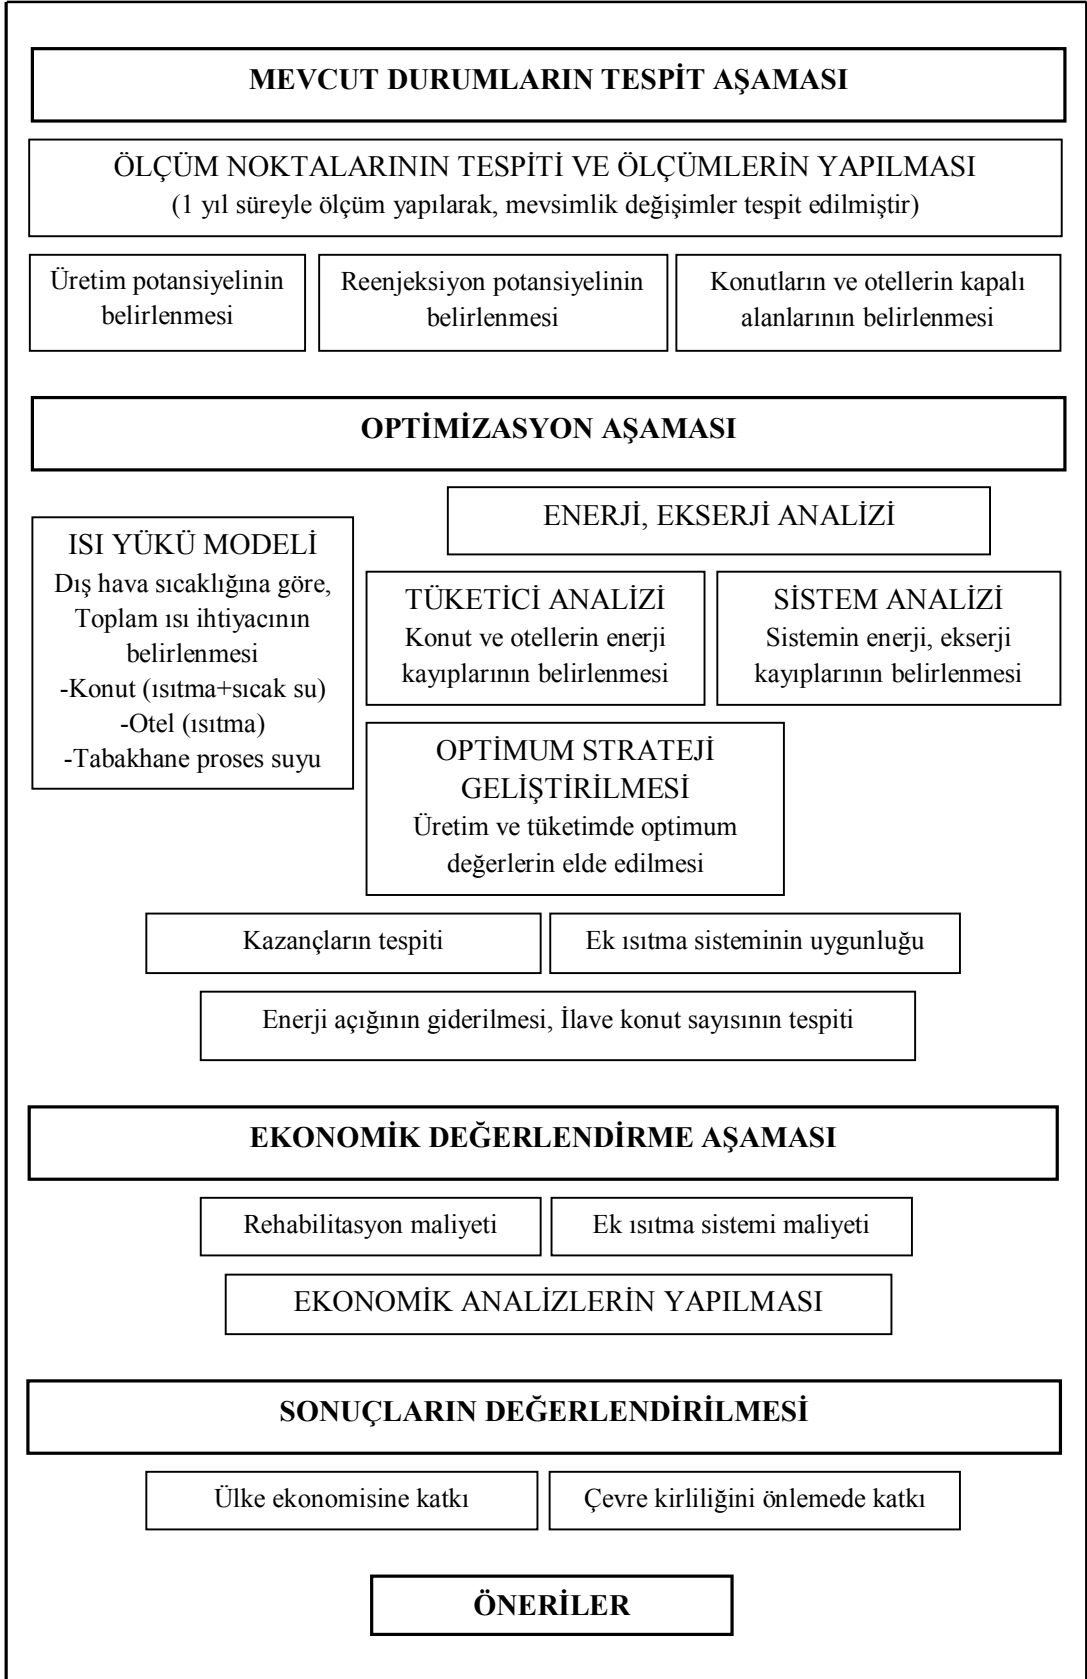 MEVCUT DURUMLARIN TESPİT AŞAMASI
ÖLÇÜM NOKTALARININ TESPİTİ VE ÖLÇÜMLERİN YAPILMASI
(1 yıl süreyle ölçüm yapılarak, mevsimlik değişimler tespit edilmiştir)
Üretim potansiyelinin
belirlenmesi
Reenjeksiyon potansiyelinin
belirlenmesi
Konutların ve otellerin kapalı
alanlarının belirlenmesi
OPTİMİZASYON AŞAMASI
ISI YÜKÜ MODELİ
Dış hava sıcaklığına göre,
Toplam ısı ihtiyacının
belirlenmesi
-Konut (ısıtma+sıcak su)
-Otel (ısıtma)
-Tabakhane proses suyu
ENERJİ, EKSERJİ ANALİZİ
TÜKETİCİ ANALİZİ
Konut ve otellerin enerji
kayıplarının belirlenmesi
SİSTEM ANALİZİ
Sistemin enerji, ekserji
kayıplarının belirlenmesi
OPTIMUM STRATEJİ
GELİŞTİRİLMESİ
Üretim ve tüketimde optimum
değerlerin elde edilmesi
Kazançların tespiti
Ek ısıtma sisteminin uygunluğu
Enerji açığının giderilmesi, İlave konut sayısının tespiti
EKONOMİK DEĞERLENDİRME AŞAMASI
Rehabilitasyon maliyeti
Ek ısıtma sistemi maliyeti
EKONOMİK ANALİZLERİN YAPILMASI
SONUÇLARIN DEĞERLENDİRİLMESİ
Ülke ekonomisine katkı
Çevre kirliliğini önlemede katkı
ÖNERİLER